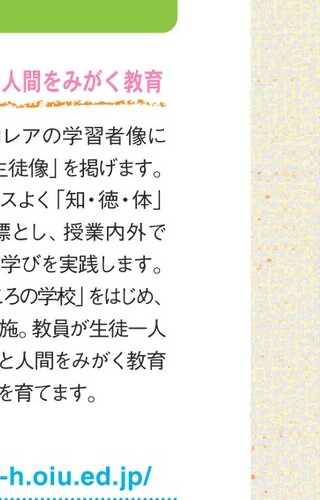 人間をみがく教育
レアの学習者像に
生徒像」を掲げます。
スよく「知・徳・体」
標とし、授業内外で
学びを実践します。
ころの学校」をはじめ、
施。教員が生徒一人
と人間をみがく教育
を育てます。
-h.oiu.ed.jp/